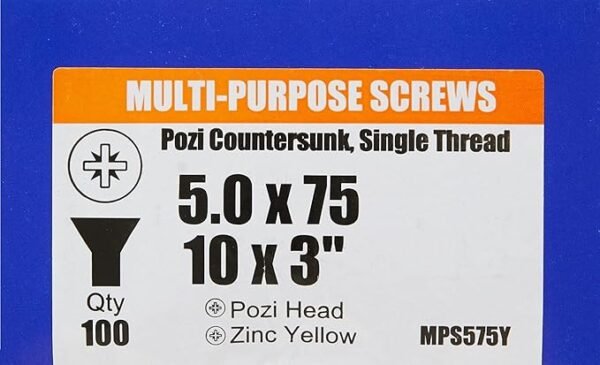 MULTI-PURPOSE SCREWS
Pozi Countersunk, Single Thread
5.0 x 75
10 x 3"
Qty
100
Pozi Head
Zinc Yellow
MPS575Y